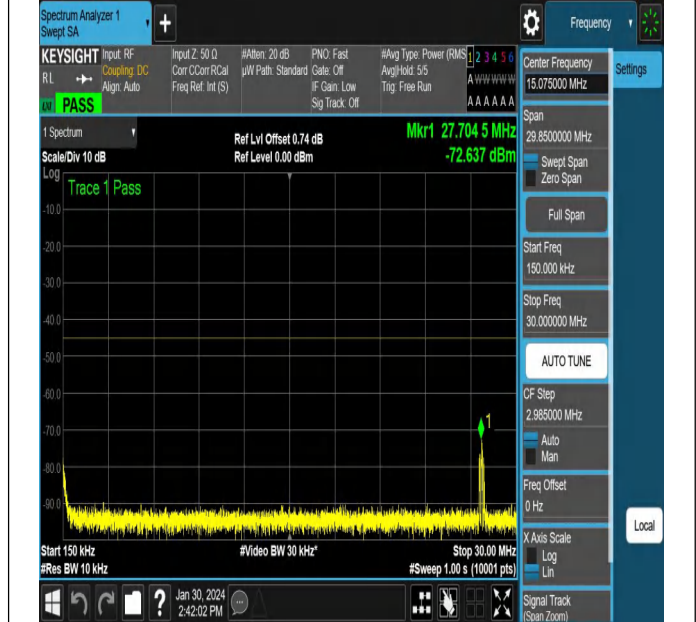 Spectrum Analyzer 1
Swept SA
+
Frequency
KEYSIGHT
RL
PASS
Input: RF
Coupling: DC
Align: Auto
Input Z: 50 Ω
Corr CCorr RCal
Freq Ref: Int (S)
#Atten: 20 dB
µW Path: Standard
PNO: Fast
Gate: Off
IF Gain: Low
Sig Track: Off
#Avg Type: Power (RMS
Avg|Hold: 5/5
Trig: Free Run
1 2 3 4 5 6
A W W W W W
A A A A A A
1 Spectrum
Scale/Div 10 dB
Ref Lvl Offset 0.74 dB
Ref Level 0.00 dBm
Mkr1 27.704 5 MHz
-72.637 dBm
Log
Trace 1 Pass
-10.0
-20.0
-30.0
-40.0
-50.0
-60.0
-70.0
-80.0
-90.0
1
Start 150 kHz
#Res BW 10 kHz
#Video BW 30 kHz*
Stop 30.00 MHz
#Sweep 1.00 s (10001 pts)
Center Frequency
15.075000 MHz
Settings
Span
29.8500000 MHz
Swept Span
Zero Span
Full Span
Start Freq
150.000 kHz
Stop Freq
30.000000 MHz
AUTO TUNE
CF Step
2.985000 MHz
Auto
Man
Freq Offset
0 Hz
X Axis Scale
Log
Lin
Local
Signal Track
(Span Zoom)
?
Jan 30, 2024
2:42:02 PM